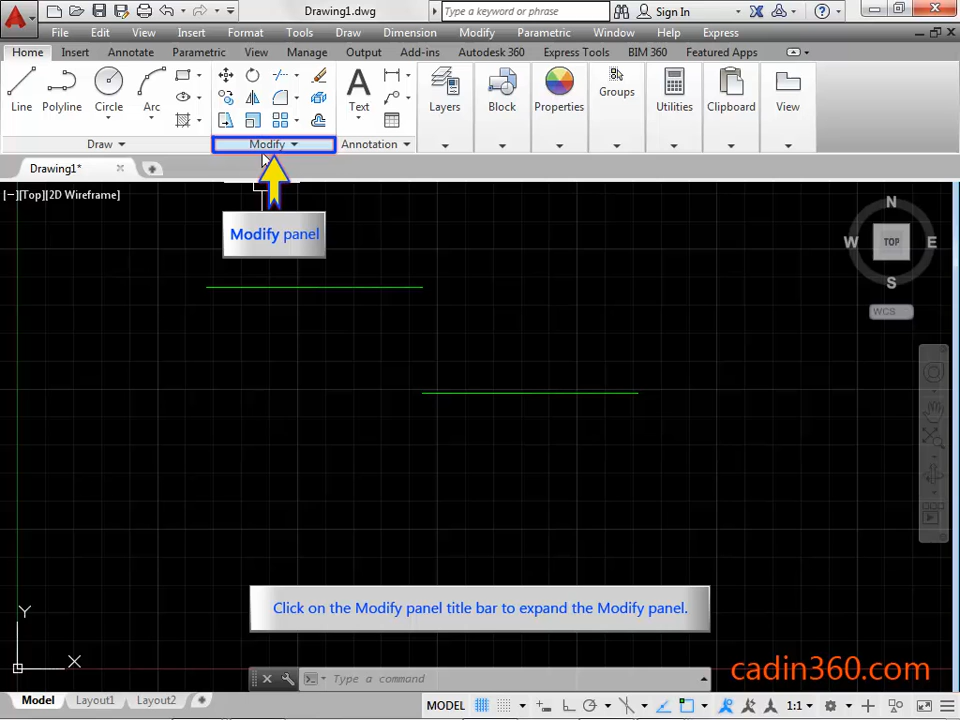 Drawing1.dwg
Type a keyword or phrase
Sign In
File Edit View Insert Format Tools Draw Dimension Modify Parametric Window Help Express
Home Insert Annotate Parametric View Manage Output Add-ins Autodesk 360 Express Tools BIM 360 Featured Apps
Line Polyline Circle Arc Text Layers Block Properties Groups Utilities Clipboard View
Draw Modify Annotation
Drawing1*
[−][Top][2D Wireframe]
N
W TOP E
S
WCS
Modify panel
Click on the Modify panel title bar to expand the Modify panel.
Y
X
Type a command
cadin360.com
Model Layout1 Layout2
MODEL 1:1